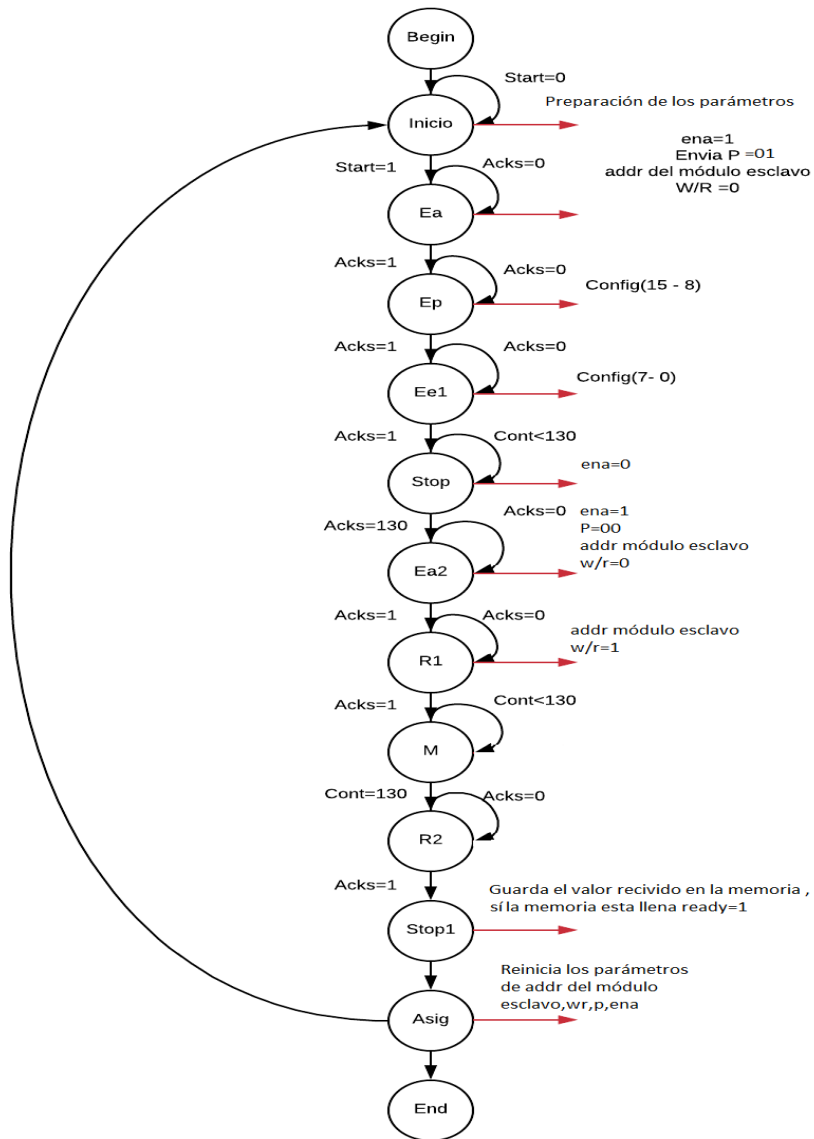 Begin
Start=0
Preparación de los parámetros
Inicio
ena=1
Envia P =01
addr del módulo esclavo
W/R =0
Start=1
Acks=0
Ea
Acks=1
Acks=0
Config(15 - 8)
Ep
Acks=1
Acks=0
Config(7- 0)
Ee1
Acks=1
Cont<130
ena=0
Stop
Acks=130
Acks=0
ena=1
P=00
addr módulo esclavo
w/r=0
Ea2
Acks=1
Acks=0
addr módulo esclavo
w/r=1
R1
Acks=1
Cont<130
M
Cont=130
Acks=0
R2
Acks=1
Guarda el valor recivido en la memoria ,
sí la memoria esta llena ready=1
Stop1
Reinicia los parámetros
de addr del módulo
esclavo,wr,p,ena
Asig
End